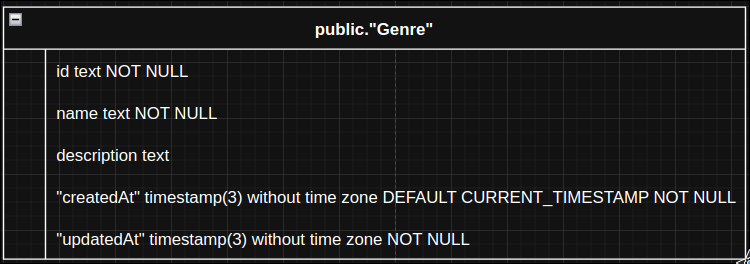 public."Genre"
id text NOT NULL
name text NOT NULL
description text
"createdAt" timestamp(3) without time zone DEFAULT CURRENT_TIMESTAMP NOT NULL
"updatedAt" timestamp(3) without time zone NOT NULL